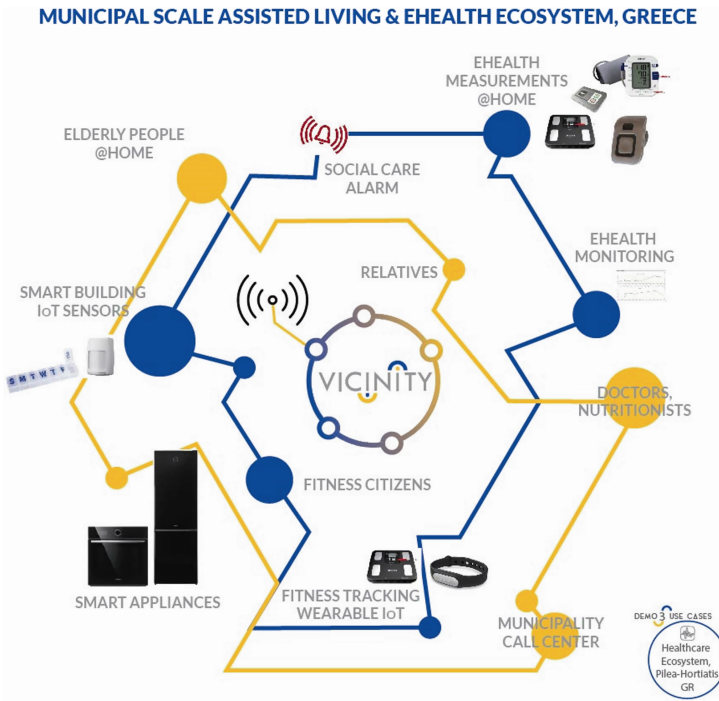 MUNICIPAL SCALE ASSISTED LIVING & EHEALTH ECOSYSTEM, GREECE
EHEALTH
MEASUREMENTS
@HOME
ELDERLY PEOPLE
@HOME
SOCIAL CARE
ALARM
EHEALTH
MONITORING
RELATIVES
SMART BUILDING
IoT SENSORS
S M T W T F S
VICINITY
DOCTORS,
NUTRITIONISTS
FITNESS CITIZENS
SMART APPLIANCES
FITNESS TRACKING
WEARABLE IoT
MUNICIPALITY
CALL CENTER
DEMO 3 USE CASES
Healthcare
Ecosystem,
Pilea-Hortiatis
GR